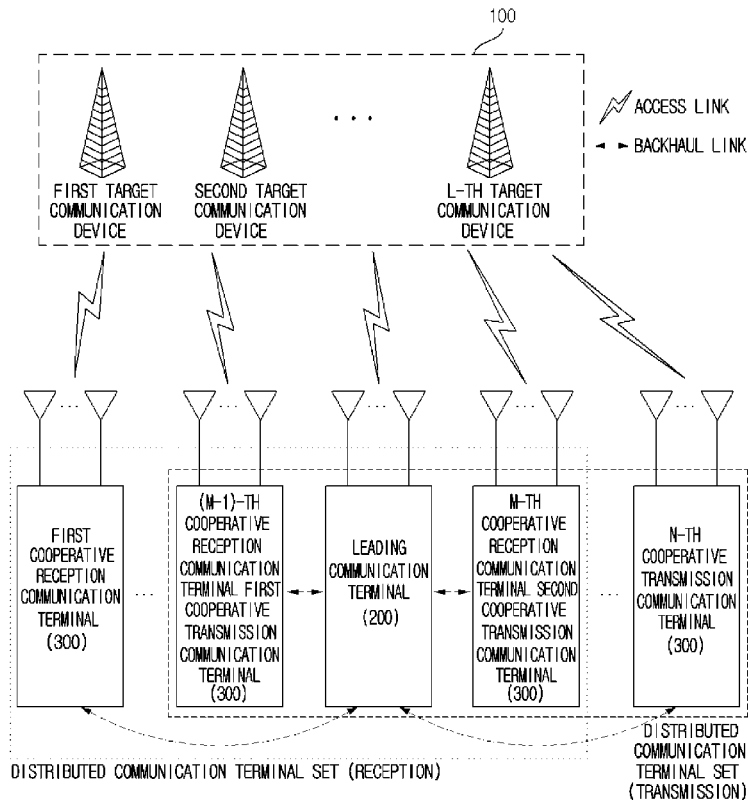 100
ACCESS LINK
BACKHAUL LINK
...
FIRST TARGET
COMMUNICATION
DEVICE
SECOND TARGET
COMMUNICATION
DEVICE
L-TH TARGET
COMMUNICATION
DEVICE
... ... ... ... ...
FIRST
COOPERATIVE
RECEPTION
COMMUNICATION
TERMINAL
(300)
...
(M-1)-TH
COOPERATIVE
RECEPTION
COMMUNICATION
TERMINAL FIRST
COOPERATIVE
TRANSMISSION
COMMUNICATION
TERMINAL
(300)
LEADING
COMMUNICATION
TERMINAL
(200)
M-TH
COOPERATIVE
RECEPTION
COMMUNICATION
TERMINAL SECOND
COOPERATIVE
TRANSMISSION
COMMUNICATION
TERMINAL
(300)
...
N-TH
COOPERATIVE
TRANSMISSION
COMMUNICATION
TERMINAL
(300)
DISTRIBUTED COMMUNICATION TERMINAL SET (RECEPTION)
DISTRIBUTED
COMMUNICATION
TERMINAL SET
(TRANSMISSION)